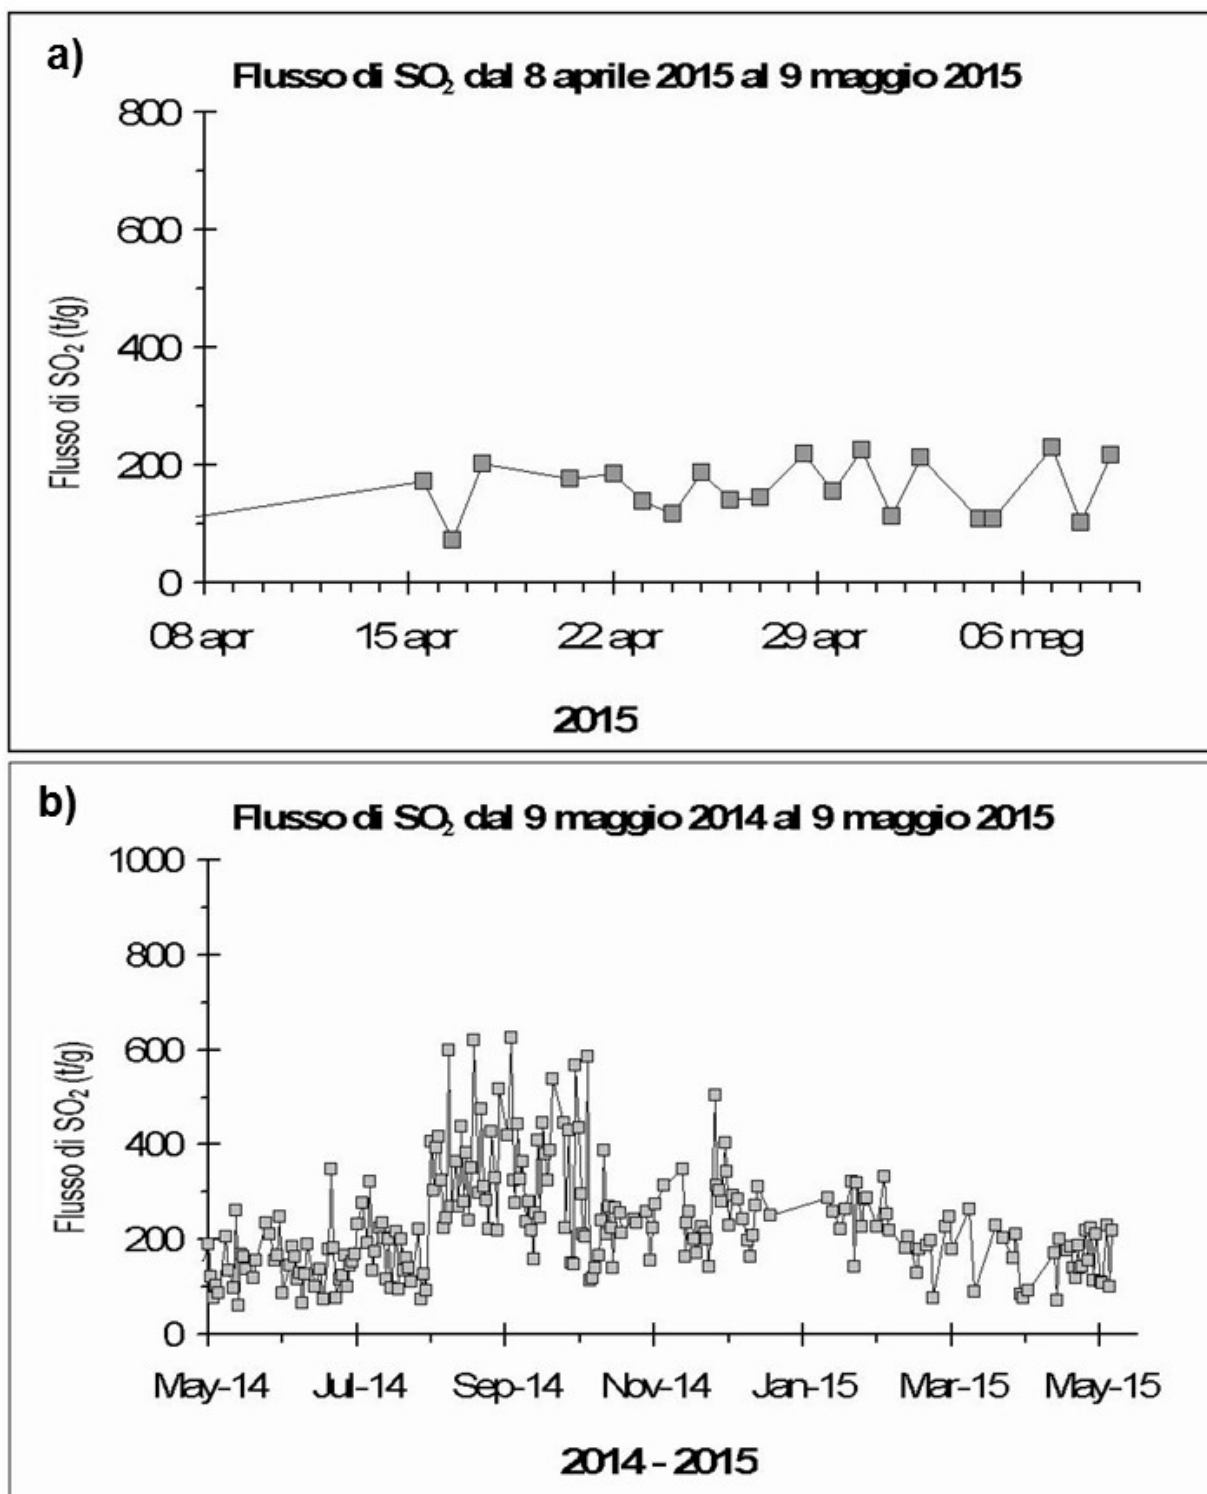 a)
Flusso di SO₂ dal 8 aprile 2015 al 9 maggio 2015
800
600
400
200
0
Flusso di SO₂ (t/g)
08 apr 15 apr 22 apr 29 apr 06 mag
2015
b)
Flusso di SO₂ dal 9 maggio 2014 al 9 maggio 2015
1000
800
600
400
200
0
Flusso di SO₂ (t/g)
May-14 Jul-14 Sep-14 Nov-14 Jan-15 Mar-15 May-15
2014 - 2015